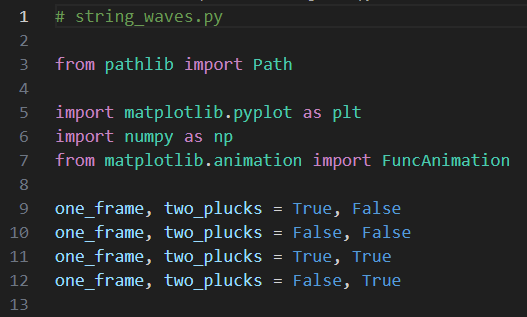 1 # string_waves.py
2
3 from pathlib import Path
4
5 import matplotlib.pyplot as plt
6 import numpy as np
7 from matplotlib.animation import FuncAnimation
8
9 one_frame, two_plucks = True, False
10 one_frame, two_plucks = False, False
11 one_frame, two_plucks = True, True
12 one_frame, two_plucks = False, True
13